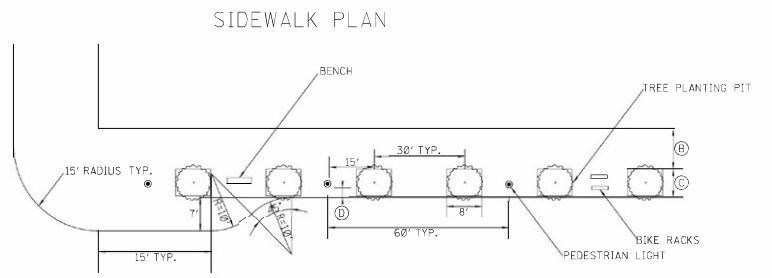 SIDEWALK PLAN
BENCH
TREE PLANTING PIT
30' TYP.
B
15'
15' RADIUS TYP.
C
R=10'
R=10'
7'
D
8'
60' TYP.
BIKE RACKS
15' TYP.
PEDESTRIAN LIGHT